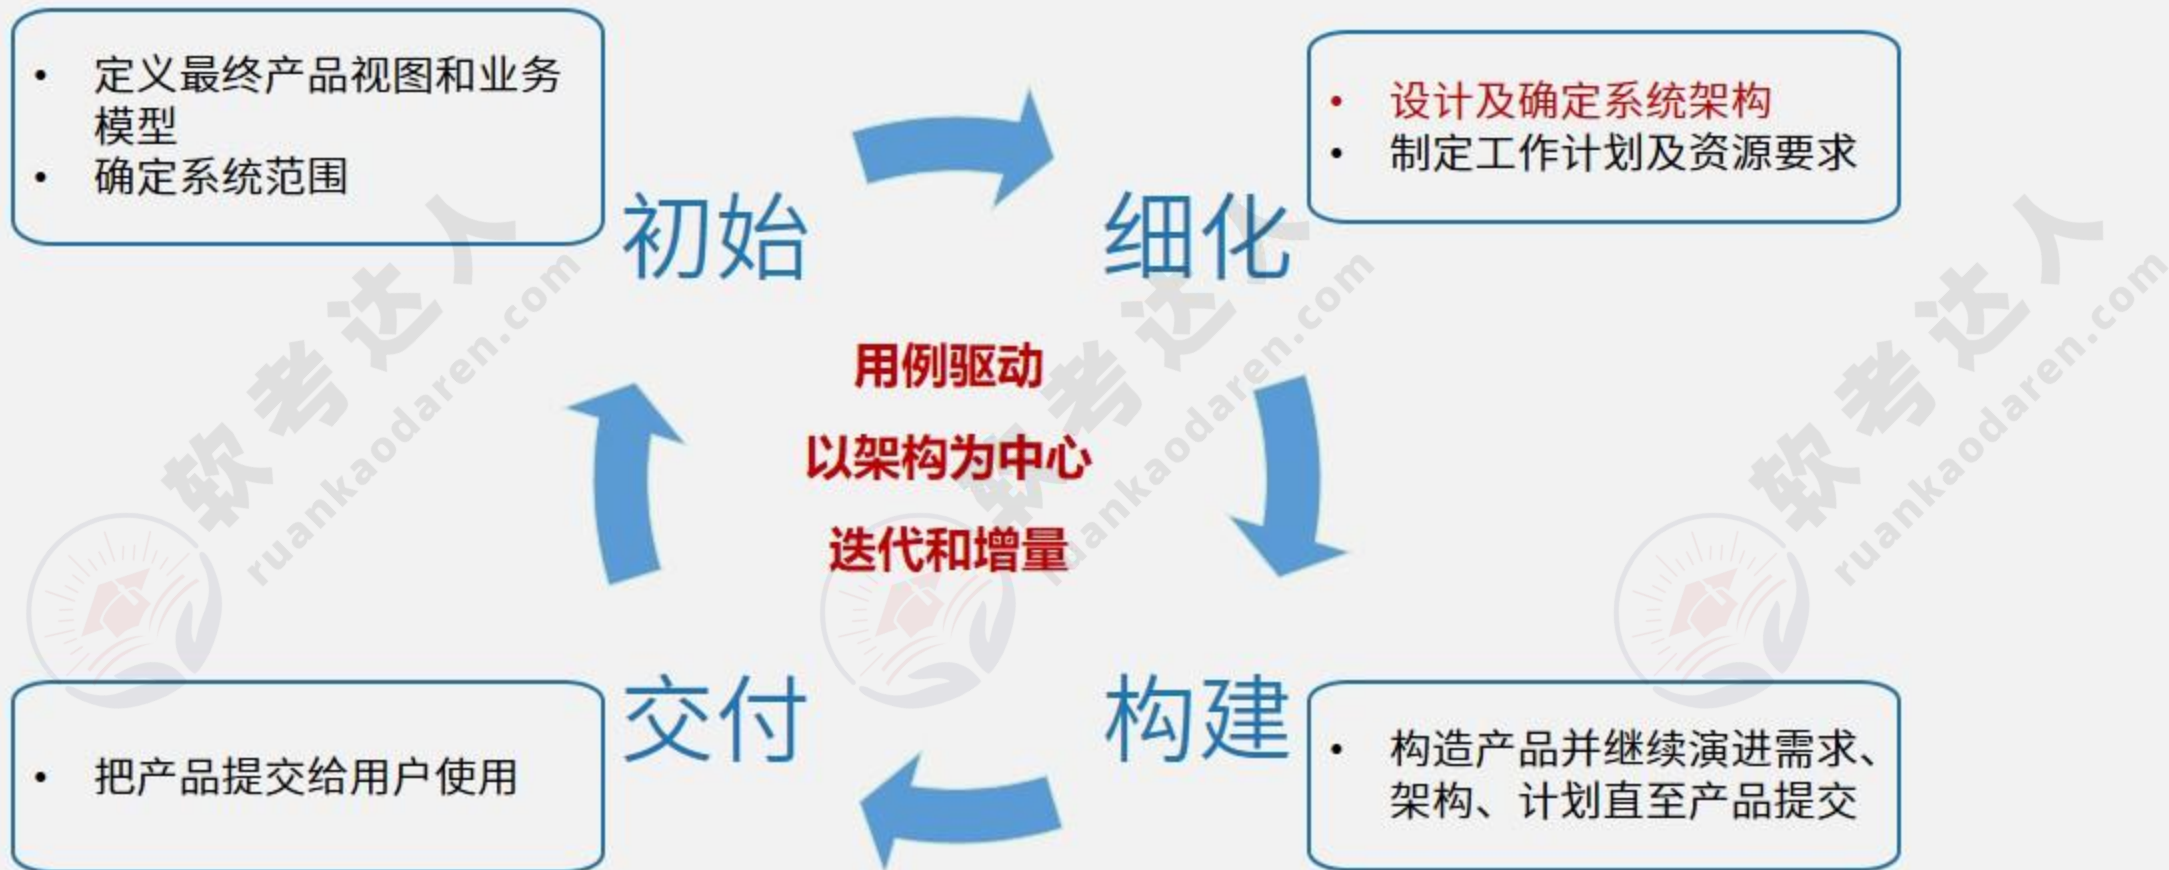 • 定义最终产品视图和业务
模型
• 确定系统范围
• 设计及确定系统架构
• 制定工作计划及资源要求
初始
细化
用例驱动
以架构为中心
迭代和增量
交付
构建
• 把产品提交给用户使用
• 构造产品并继续演进需求、
架构、计划直至产品提交
软考达人
ruankaodaren.com
软考达人
ruankaodaren.com
软考达人
ruankaodaren.com